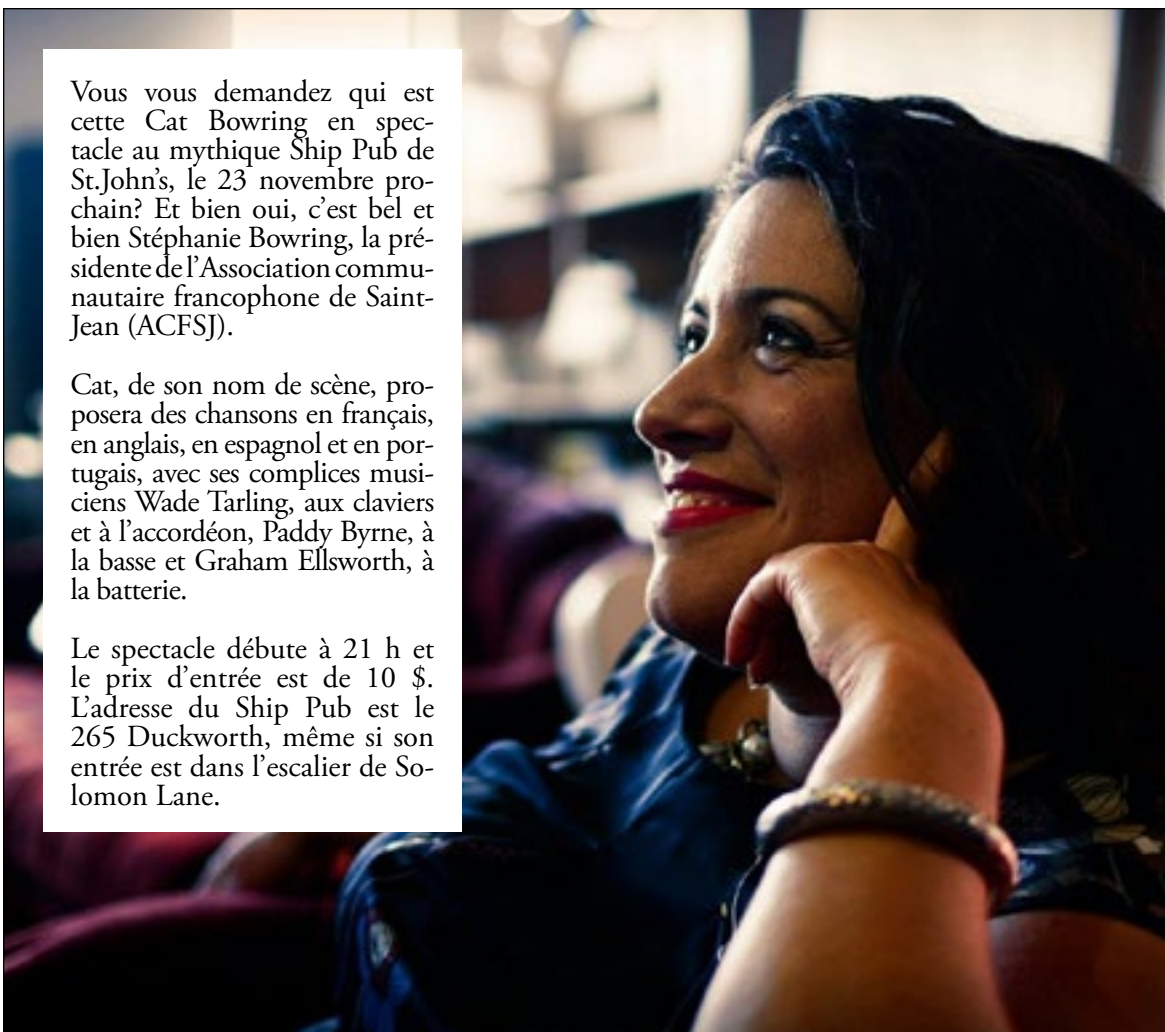 Vous vous demandez qui est
cette Cat Bowring en spec-
tacle au mythique Ship Pub de
St.John's, le 23 novembre pro-
chain? Et bien oui, c'est bel et
bien Stéphanie Bowring, la pré-
sidente de l'Association commu-
nautaire francophone de Saint-
Jean (ACFSJ).
Cat, de son nom de scène, pro-
posera des chansons en français,
en anglais, en espagnol et en por-
tugais, avec ses complices musi-
ciens Wade Tarling, aux claviers
et à l'accordéon, Paddy Byrne, à
la basse et Graham Ellsworth, à
la batterie.
Le spectacle débute à 21 h et
le prix d'entrée est de 10 $.
L'adresse du Ship Pub est le
265 Duckworth, même si son
entrée est dans l'escalier de So-
lomon Lane.